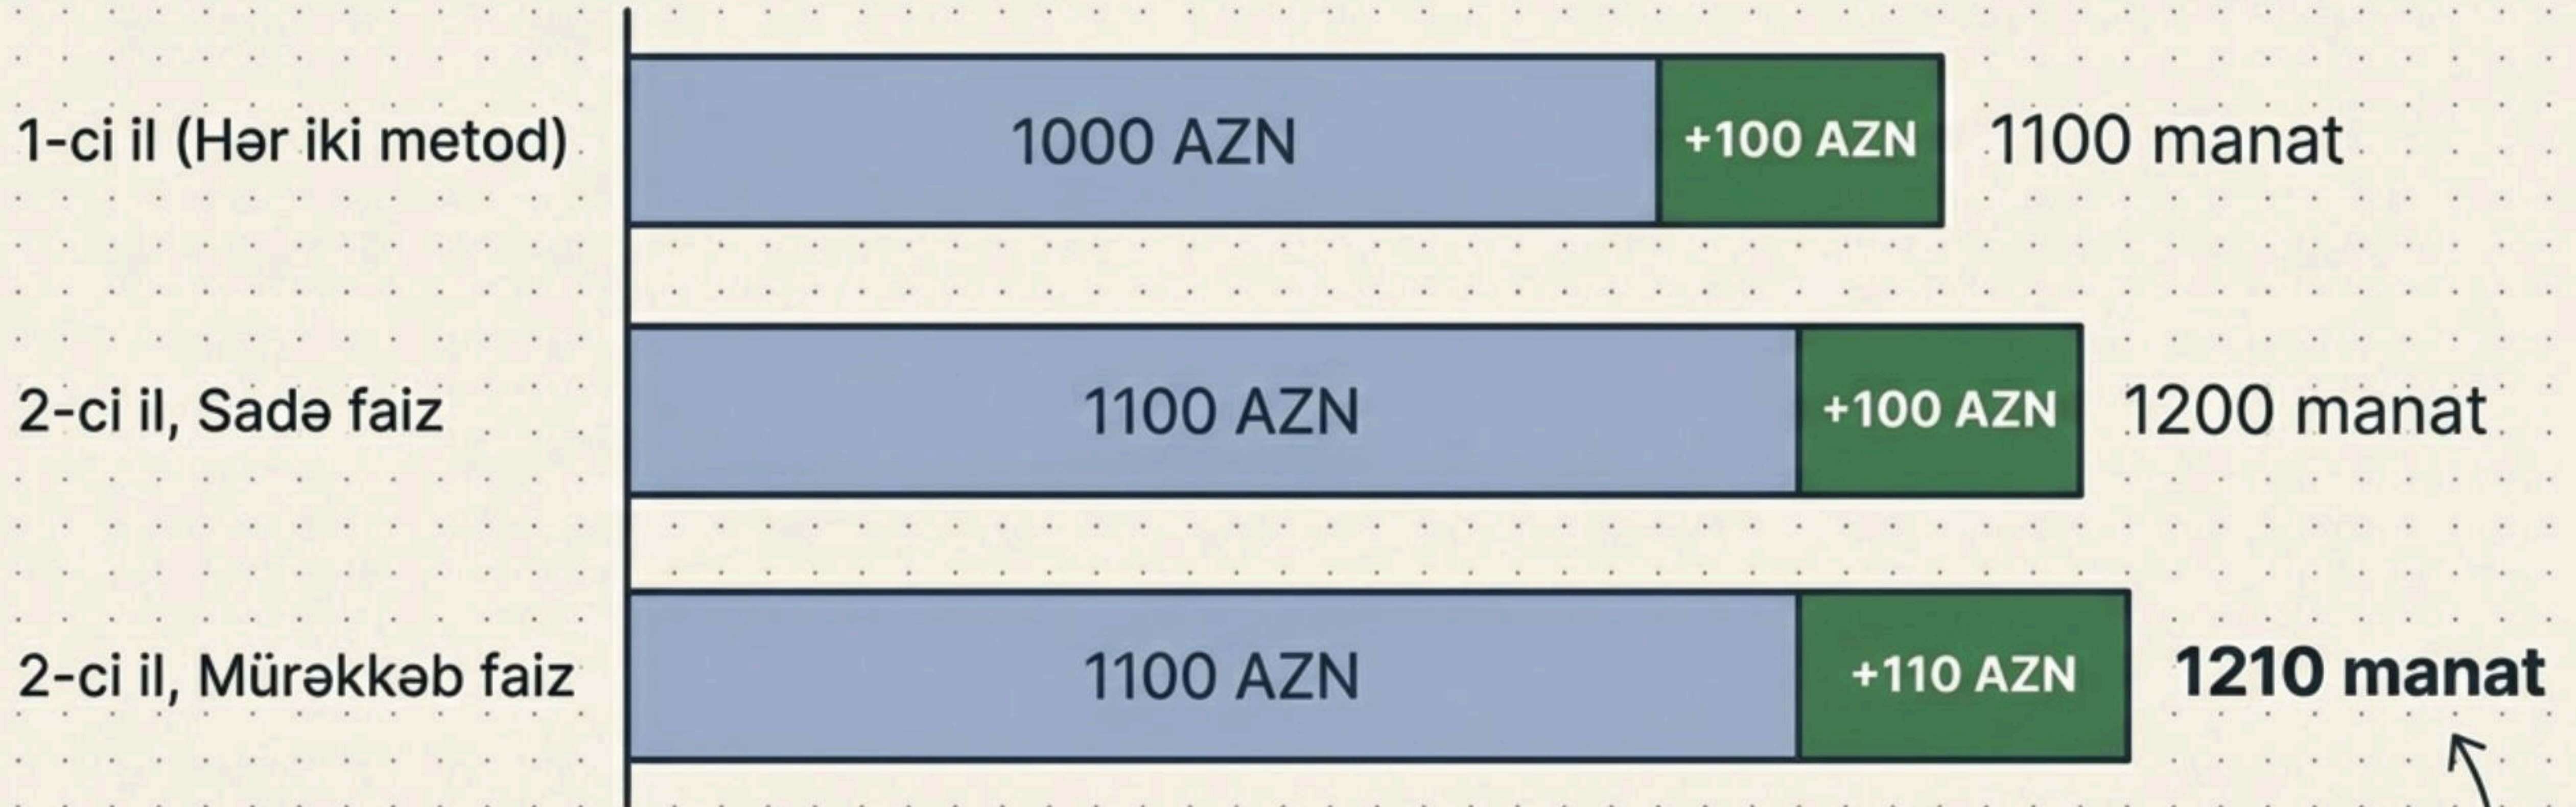 1-ci il (Hər iki metod) 1000 AZN +100 AZN 1100 manat
2-ci il, Sadə faiz 1100 AZN +100 AZN 1200 manat
2-ci il, Mürəkkəb faiz 1100 AZN +110 AZN 1210 manat